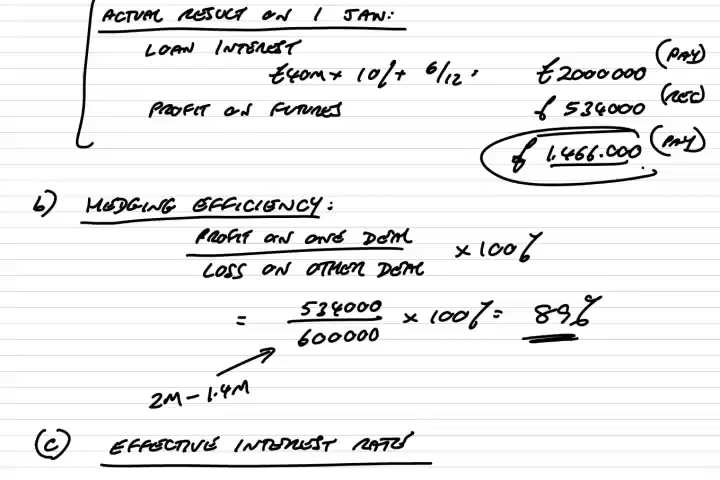 ACTUAL RESULT ON 1 JAN:
LOAN INTEREST
£40M × 10% × 6/12 = £2000000 (PAY)
PROFIT ON FUTURES £ 534000 (REC)
£ 1.466.000 (PAY)
b) HEDGING EFFICIENCY:
PROFIT ON ONE DEAL
LOSS ON OTHER DEAL × 100%
= 534000 / 600000 × 100% = 89%
2M - 1.4M
(c) EFFECTIVE INTEREST RATE